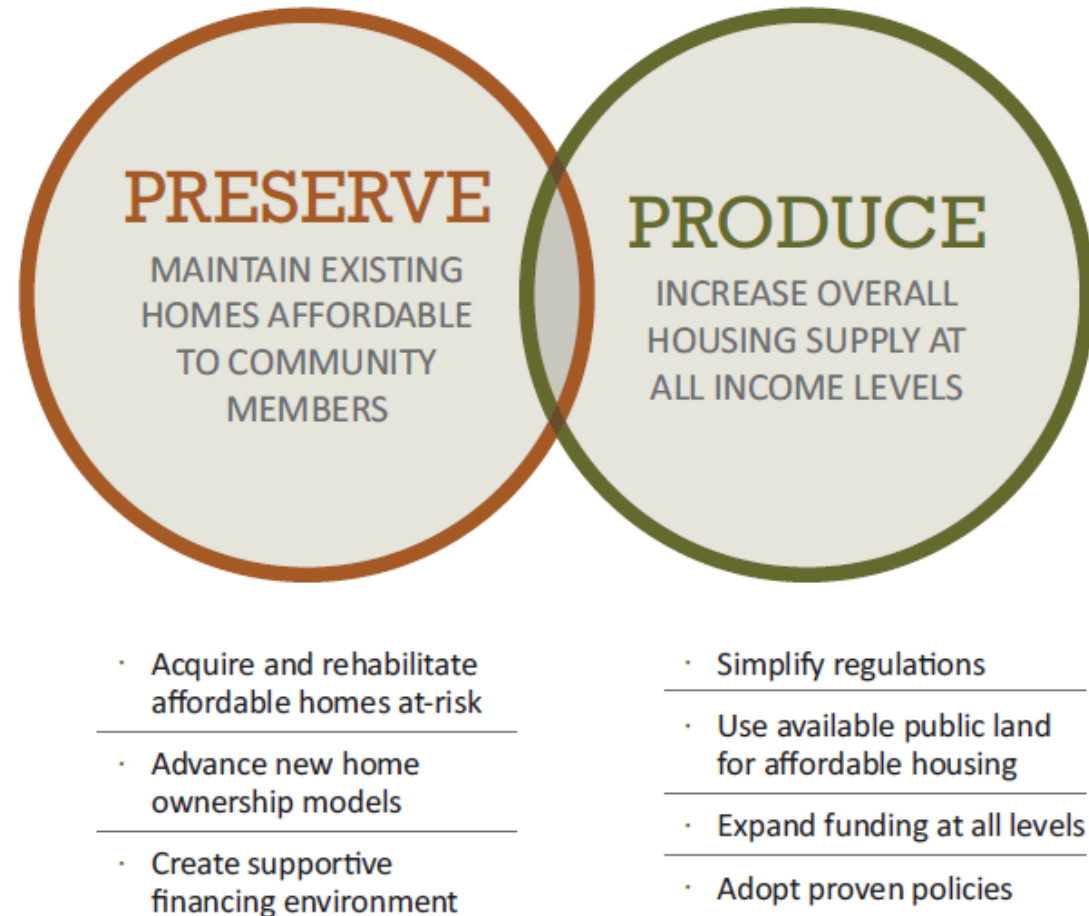 PRESERVE
MAINTAIN EXISTING
HOMES AFFORDABLE
TO COMMUNITY
MEMBERS
PRODUCE
INCREASE OVERALL
HOUSING SUPPLY AT
ALL INCOME LEVELS
· Acquire and rehabilitate
affordable homes at-risk
· Advance new home
ownership models
· Create supportive
financing environment
· Simplify regulations
· Use available public land
for affordable housing
· Expand funding at all levels
· Adopt proven policies